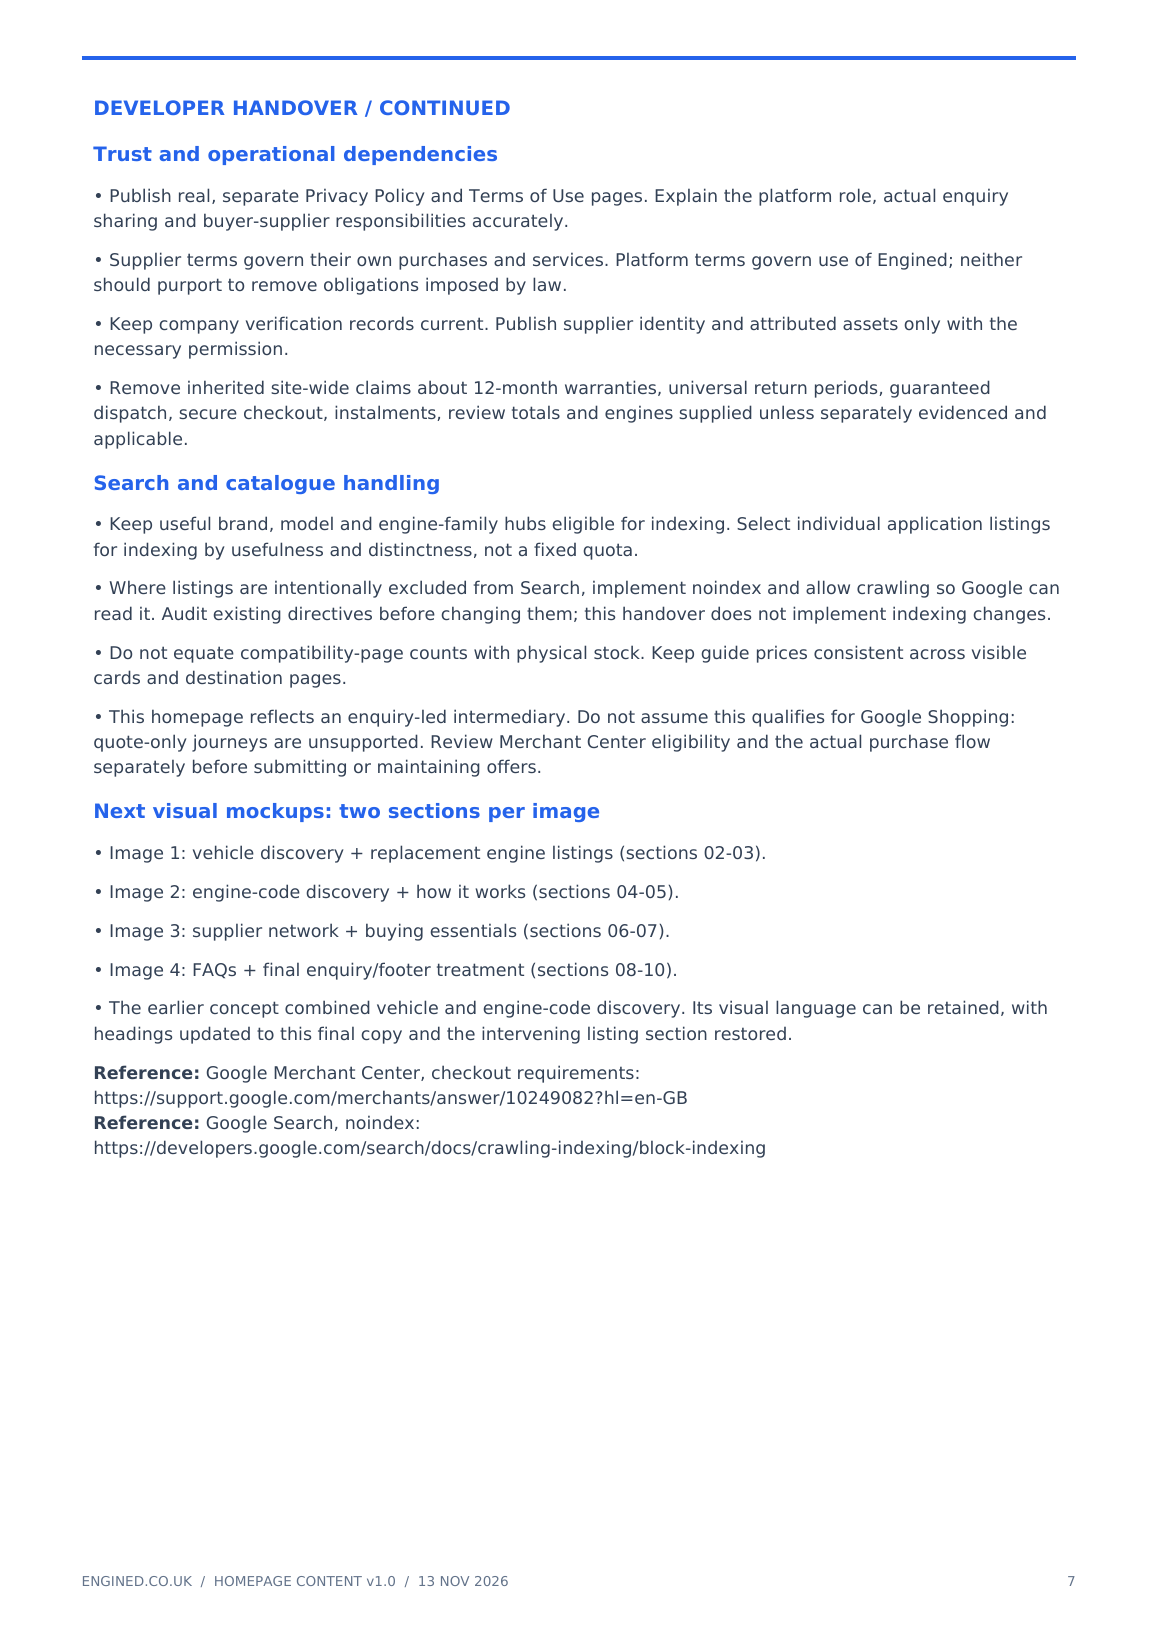 DEVELOPER HANDOVER / CONTINUED
Trust and operational dependencies
• Publish real, separate Privacy Policy and Terms of Use pages. Explain the platform role, actual enquiry
sharing and buyer-supplier responsibilities accurately.
• Supplier terms govern their own purchases and services. Platform terms govern use of Engined; neither
should purport to remove obligations imposed by law.
• Keep company verification records current. Publish supplier identity and attributed assets only with the
necessary permission.
• Remove inherited site-wide claims about 12-month warranties, universal return periods, guaranteed
dispatch, secure checkout, instalments, review totals and engines supplied unless separately evidenced and
applicable.
Search and catalogue handling
• Keep useful brand, model and engine-family hubs eligible for indexing. Select individual application listings
for indexing by usefulness and distinctness, not a fixed quota.
• Where listings are intentionally excluded from Search, implement noindex and allow crawling so Google can
read it. Audit existing directives before changing them; this handover does not implement indexing changes.
• Do not equate compatibility-page counts with physical stock. Keep guide prices consistent across visible
cards and destination pages.
• This homepage reflects an enquiry-led intermediary. Do not assume this qualifies for Google Shopping:
quote-only journeys are unsupported. Review Merchant Center eligibility and the actual purchase flow
separately before submitting or maintaining offers.
Next visual mockups: two sections per image
• Image 1: vehicle discovery + replacement engine listings (sections 02-03).
• Image 2: engine-code discovery + how it works (sections 04-05).
• Image 3: supplier network + buying essentials (sections 06-07).
• Image 4: FAQs + final enquiry/footer treatment (sections 08-10).
• The earlier concept combined vehicle and engine-code discovery. Its visual language can be retained, with
headings updated to this final copy and the intervening listing section restored.
Reference: Google Merchant Center, checkout requirements:
https://support.google.com/merchants/answer/10249082?hl=en-GB
Reference: Google Search, noindex:
https://developers.google.com/search/docs/crawling-indexing/block-indexing
ENGINED.CO.UK / HOMEPAGE CONTENT v1.0 / 13 NOV 2026
7